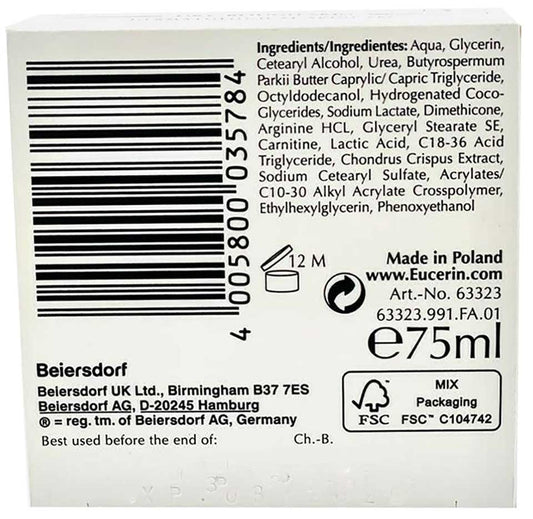 Ingredients/Ingredientes: Aqua, Glycerin,
Cetearyl Alcohol, Urea, Butyrospermum
Parkii Butter Caprylic/ Capric Triglyceride,
Octyldodecanol, Hydrogenated Coco-
Glycerides, Sodium Lactate, Dimethicone,
Arginine HCL, Glyceryl Stearate SE,
Carnitine, Lactic Acid, C18-36 Acid
Triglyceride, Chondrus Crispus Extract,
Sodium Cetearyl Sulfate, Acrylates/
C10-30 Alkyl Acrylate Crosspolymer,
Ethylhexylglycerin, Phenoxyethanol
4 005800 035784
12 M
Made in Poland
www.Eucerin.com
Art.-No. 63323
63323.991.FA.01
e75ml
Beiersdorf
Beiersdorf UK Ltd., Birmingham B37 7ES
Beiersdorf AG, D-20245 Hamburg
® = reg. tm. of Beiersdorf AG, Germany
Best used before the end of: Ch.-B.
FSC
MIX
Packaging
FSC™ C104742